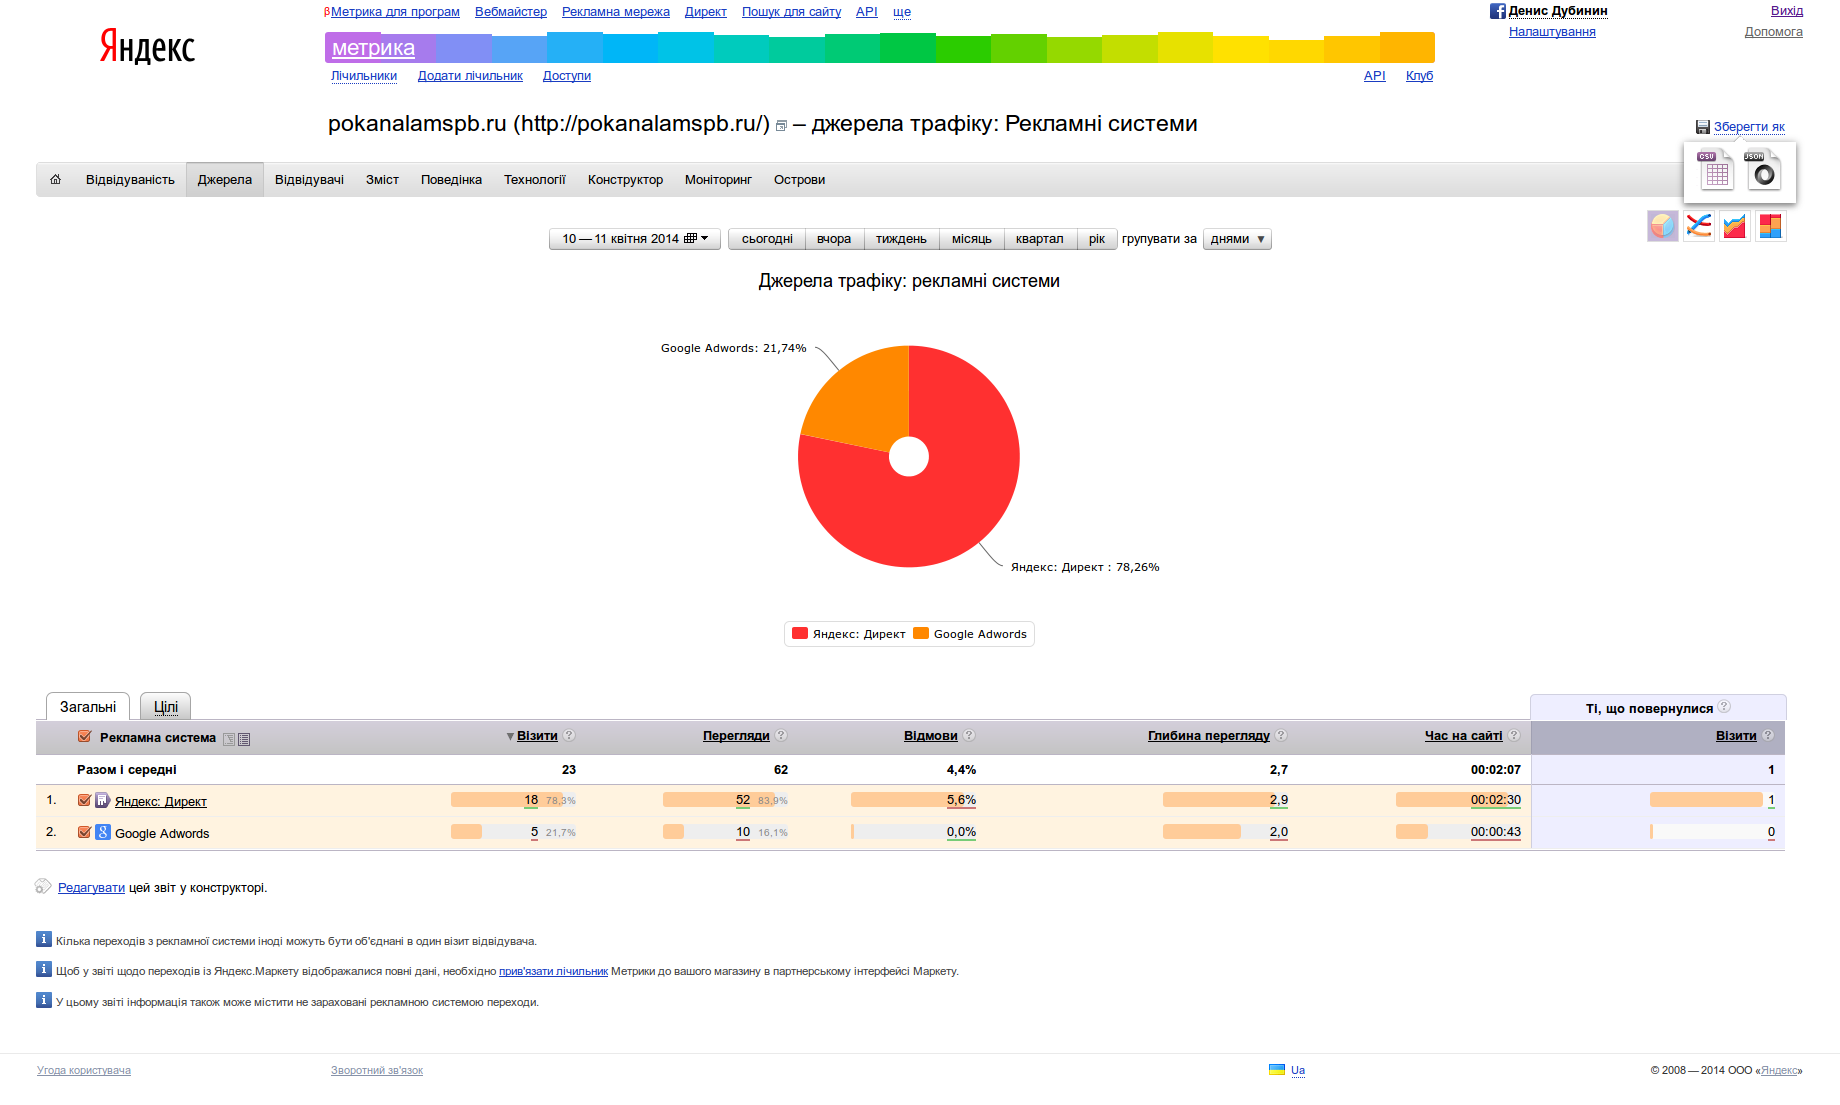 βМетрика для програм Вебмайстер Рекламна мережа Директ Пошук для сайту API ще
Денис Дубинин Вихід
Яндекс
метрика
Налаштування Допомога
Лічильники Додати лічильник Доступи API Клуб
pokanalamspb.ru (http://pokanalamspb.ru/) – джерела трафіку: Рекламні системи
Зберегти як
CSV JSON
Відвідуваність Джерела Відвідувачі Зміст Поведінка Технології Конструктор Моніторинг Острови
10 — 11 квітня 2014 сьогодні вчора тиждень місяць квартал рік групувати за днями
Джерела трафіку: рекламні системи
Google Adwords: 21,74%
Яндекс: Директ : 78,26%
Яндекс: Директ Google Adwords
Загальні Цілі Ті, що повернулися ?
Рекламна система ▼Візити ? Перегляди ? Відмови ? Глибина перегляду ? Час на сайті ? Візити ?
Разом і середні 23 62 4,4% 2,7 00:02:07 1
1. Яндекс: Директ 18 78,3% 52 83,9% 5,6% 2,9 00:02:30 1
2. Google Adwords 5 21,7% 10 16,1% 0,0% 2,0 00:00:43 0
Редагувати цей звіт у конструкторі.
i Кілька переходів з рекламної системи іноді можуть бути об'єднані в один візит відвідувача.
i Щоб у звіті щодо переходів із Яндекс.Маркету відображалися повні дані, необхідно прив'язати лічильник Метрики до вашого магазину в партнерському інтерфейсі Маркету.
i У цьому звіті інформація також може містити не зараховані рекламною системою переходи.
Угода користувача Зворотний зв'язок Ua © 2008 — 2014 ООО «Яндекс»